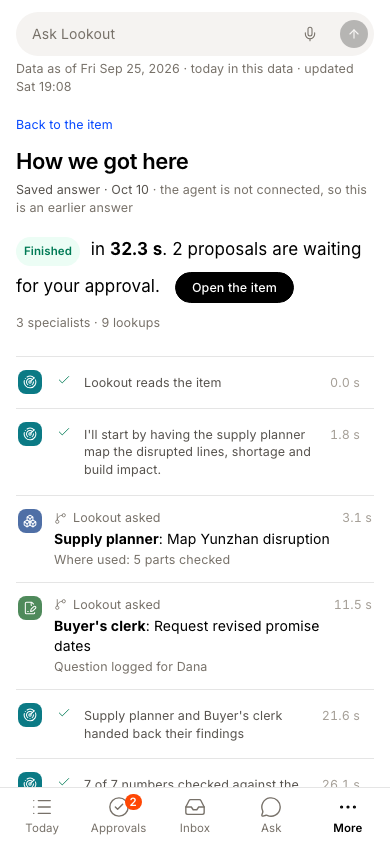 Ask Lookout
Data as of Fri Sep 25, 2026 · today in this data · updated
Sat 19:08
Back to the item
How we got here
Saved answer · Oct 10 · the agent is not connected, so this
is an earlier answer
Finished in 32.3 s. 2 proposals are waiting
for your approval. Open the item
3 specialists · 9 lookups
Lookout reads the item 0.0 s
I'll start by having the supply planner 1.8 s
map the disrupted lines, shortage and
build impact.
Lookout asked 3.1 s
Supply planner: Map Yunzhan disruption
Where used: 5 parts checked
Lookout asked 11.5 s
Buyer's clerk: Request revised promise
dates
Question logged for Dana
Supply planner and Buyer's clerk 21.6 s
handed back their findings
7 of 7 numbers checked against the 26.1 s
2
Today Approvals Inbox Ask More